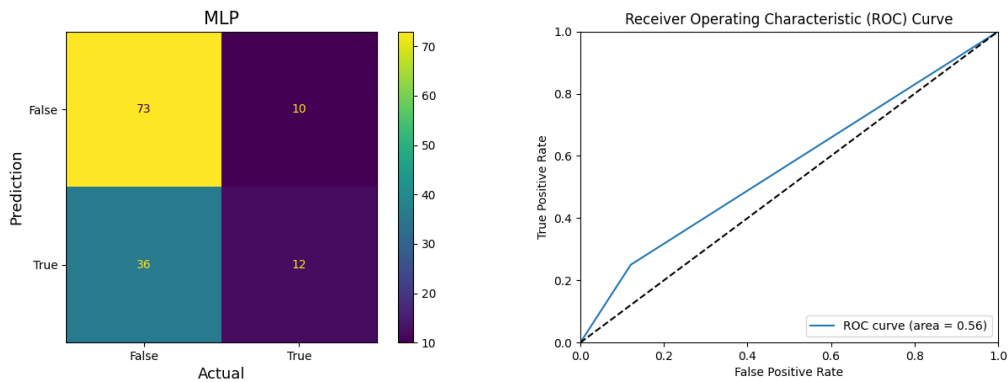 MLP
False
True
Prediction
73
10
36
12
False
True
Actual
70
60
50
40
30
20
10
Receiver Operating Characteristic (ROC) Curve
1.0
0.8
0.6
0.4
0.2
0.0
True Positive Rate
ROC curve (area = 0.56)
0.0
0.2
0.4
0.6
0.8
1.0
False Positive Rate